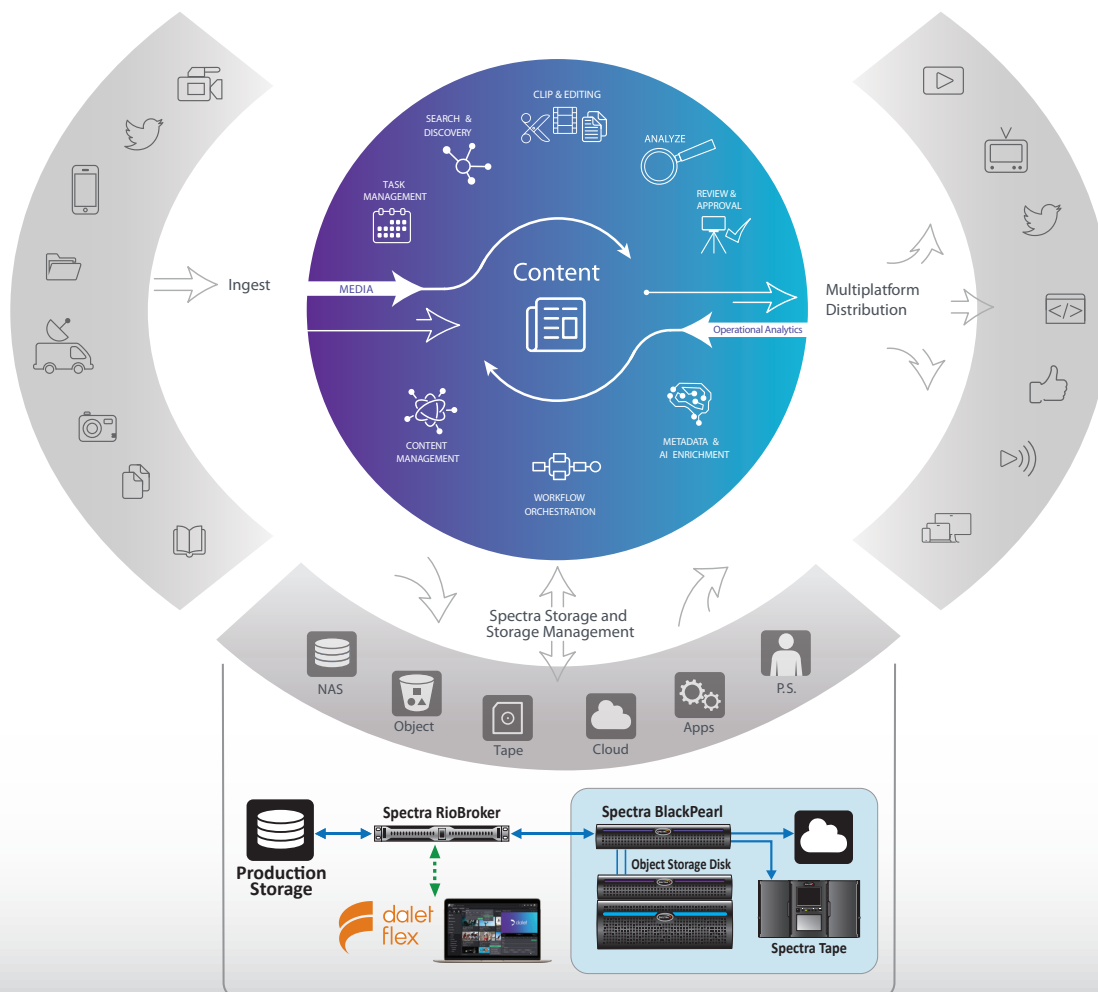 CLIP & EDITING
SEARCH &
DISCOVERY
ANALYZE
TASK
MANAGEMENT
REVIEW &
APPROVAL
Content
Ingest
MEDIA
Multiplatform
Distribution
Operational Analytics
CONTENT
MANAGEMENT
METADATA &
AI ENRICHMENT
WORKFLOW
ORCHESTRATION
Spectra Storage and
Storage Management
NAS
Object
Tape
Cloud
Apps
P.S.
Spectra RioBroker
Spectra BlackPearl
Object Storage Disk
Production
Storage
dalet
flex
Spectra Tape